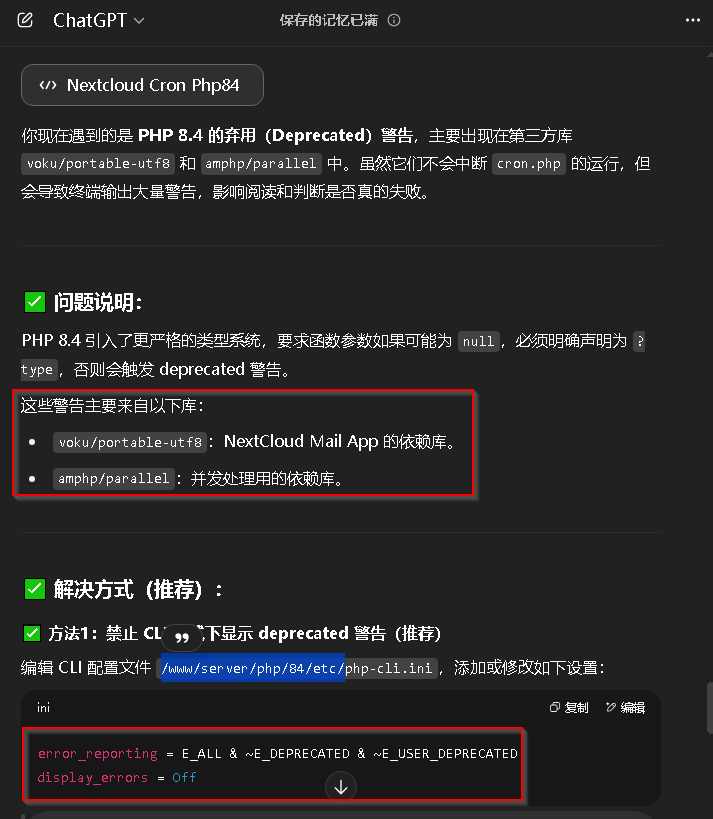 ChatGPT
保存的记忆已满
Nextcloud Cron Php84
你现在遇到的是 PHP 8.4 的弃用（Deprecated）警告，主要出现在第三方库
voku/portable-utf8 和 amphp/parallel 中。虽然它们不会中断 cron.php 的运行，但
会导致终端输出大量警告，影响阅读和判断是否真的失败。
问题说明：
PHP 8.4 引入了更严格的类型系统，要求函数参数如果可能为 null，必须明确声明为 ?
type，否则会触发 deprecated 警告。
这些警告主要来自以下库：
• voku/portable-utf8：NextCloud Mail App 的依赖库。
• amphp/parallel：并发处理用的依赖库。
解决方式（推荐）：
方法1：禁止 CL 式下显示 deprecated 警告（推荐）
编辑 CLI 配置文件 /www/server/php/84/etc/php-cli.ini，添加或修改如下设置：
ini
复制
编辑
error_reporting = E_ALL & ~E_DEPRECATED & ~E_USER_DEPRECATED
display_errors = Off